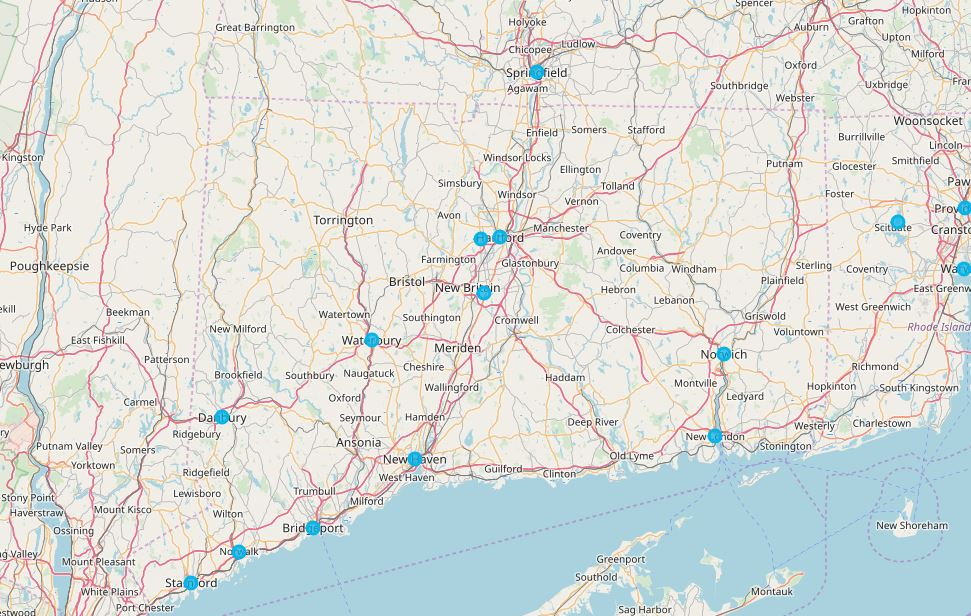 Holyoke
Spencer
Grafton
Hopkinton
Great Barrington
Auburn
Upton
Chicopee
Ludlow
Milford
Oxford
Springfield
Southbridge
Uxbridge
Agawam
Webster
Woonsocket
Enfield
Somers
Stafford
Burrillville
Lincoln
Kingston
Windsor Locks
Smithfield
Putnam
Glocester
Ellington
Simsbury
Tolland
Windsor
Foster
Vernon
Avon
Torrington
Hyde Park
Manchester
Scituate
Hartford
Coventry
Andover
Farmington
Glastonbury
Poughkeepsie
Columbia
Windham
Sterling
Coventry
Bristol
New Britain
Hebron
Plainfield
Lebanon
West Greenwich
Beekman
Watertown
Southington
Cromwell
Griswold
New Milford
Colchester
Voluntown
Rhode Island
East Fishkill
Waterbury
Meriden
Norwich
Patterson
Cheshire
Richmond
Brookfield
Southbury
Naugatuck
Haddam
Montville
Wallingford
Hopkinton
South Kingstown
Oxford
Ledyard
Carmel
Danbury
Seymour
Hamden
Deep River
Charlestown
Westerly
Ridgebury
New London
Putnam Valley
Somers
Ansonia
Stonington
Yorktown
New Haven
Old Lyme
Ridgefield
West Haven
Guilford
Clinton
Stony Point
Lewisboro
Trumbull
Milford
Haverstraw
Mount Kisco
Wilton
Bridgeport
New Shoreham
Ossining
Norwalk
Mount Pleasant
Greenport
Southold
Stamford
White Plains
Montauk
Port Chester
Sag Harbor